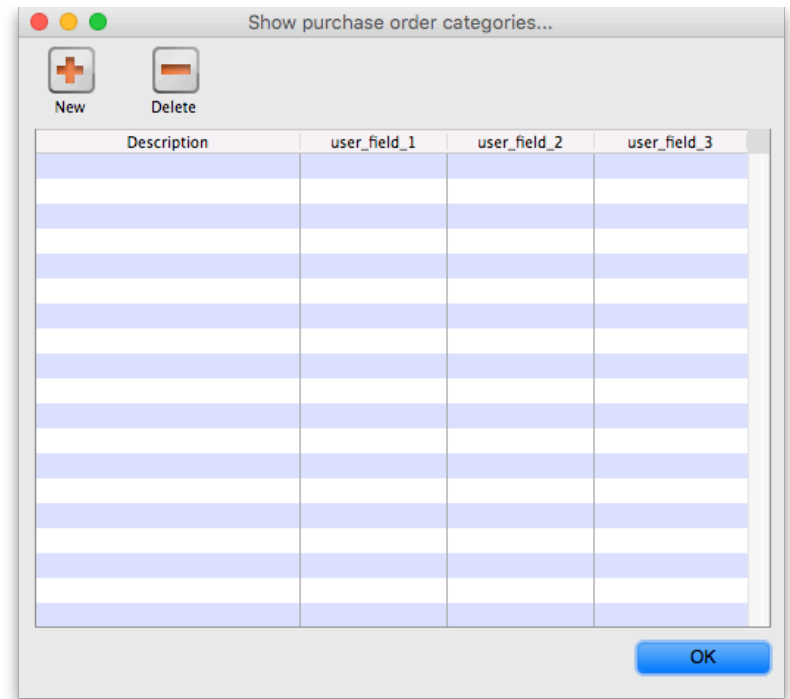 Show purchase order categories...
New Delete
Description user_field_1 user_field_2 user_field_3
OK